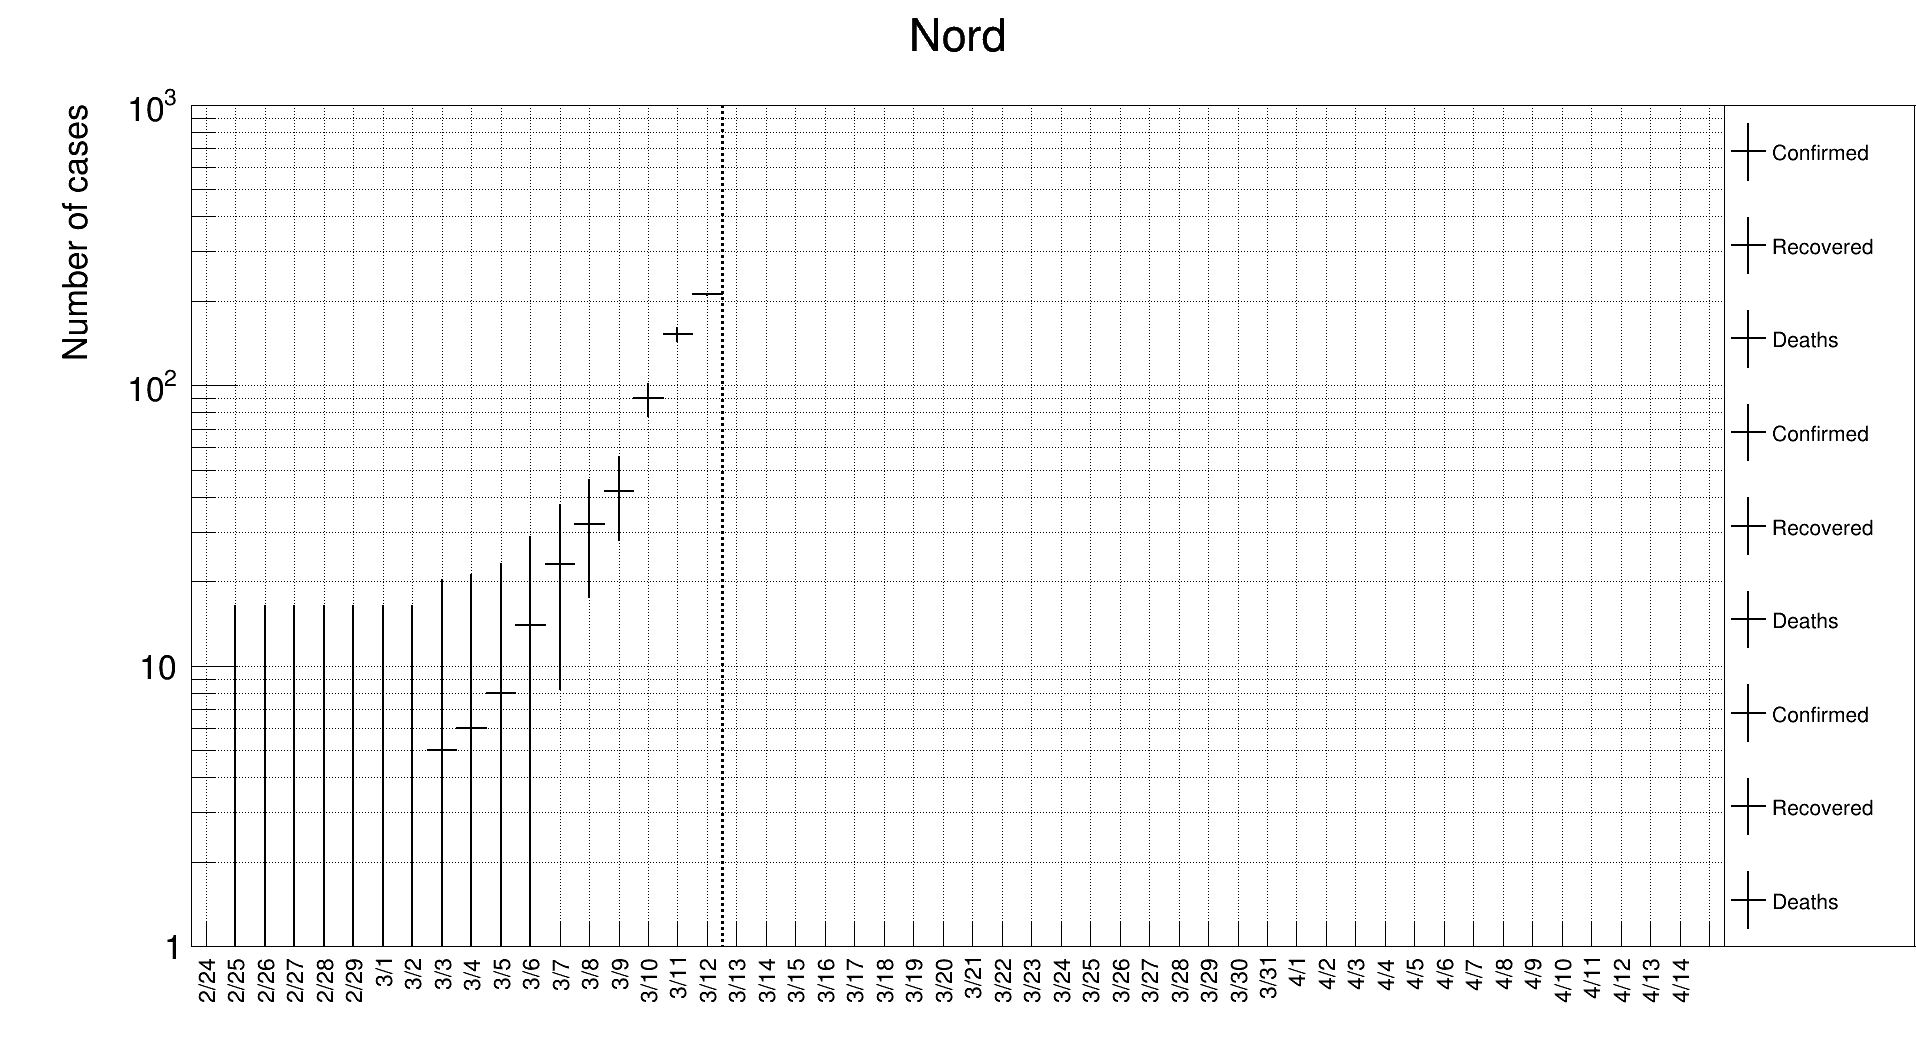 Nord
Number of cases
10³
10²
10
1
2/24 2/25 2/26 2/27 2/28 2/29 3/1 3/2 3/3 3/4 3/5 3/6 3/7 3/8 3/9 3/10 3/11 3/12 3/13 3/14 3/15 3/16 3/17 3/18 3/19 3/20 3/21 3/22 3/23 3/24 3/25 3/26 3/27 3/28 3/29 3/30 3/31 4/1 4/2 4/3 4/4 4/5 4/6 4/7 4/8 4/9 4/10 4/11 4/12 4/13 4/14
Confirmed
Recovered
Deaths
Confirmed
Recovered
Deaths
Confirmed
Recovered
Deaths